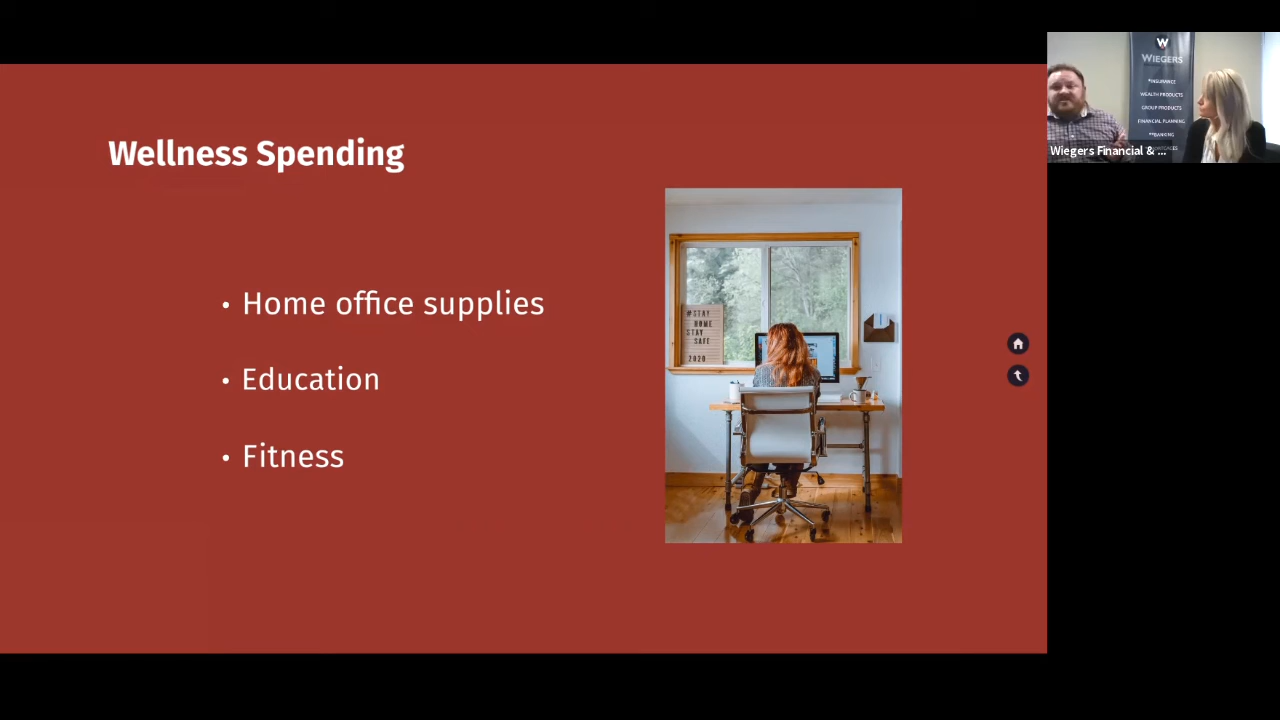 Wellness Spending
• Home office supplies
• Education
• Fitness
#STAY
HOME
STAY
SAFE
2020
W
WIEGERS
*INSURANCE
WEALTH PRODUCTS
GROUP PRODUCTS
FINANCIAL PLANNING
**BANKING
Wiegers Financial & ...